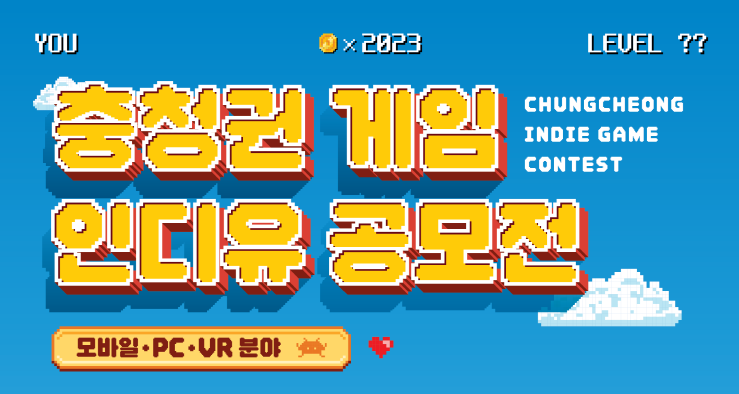 YOU × 2023 LEVEL ??
충청권 게임
인디유 공모전
CHUNGCHEONG
INDIE GAME
CONTEST
모바일·PC·VR 분야